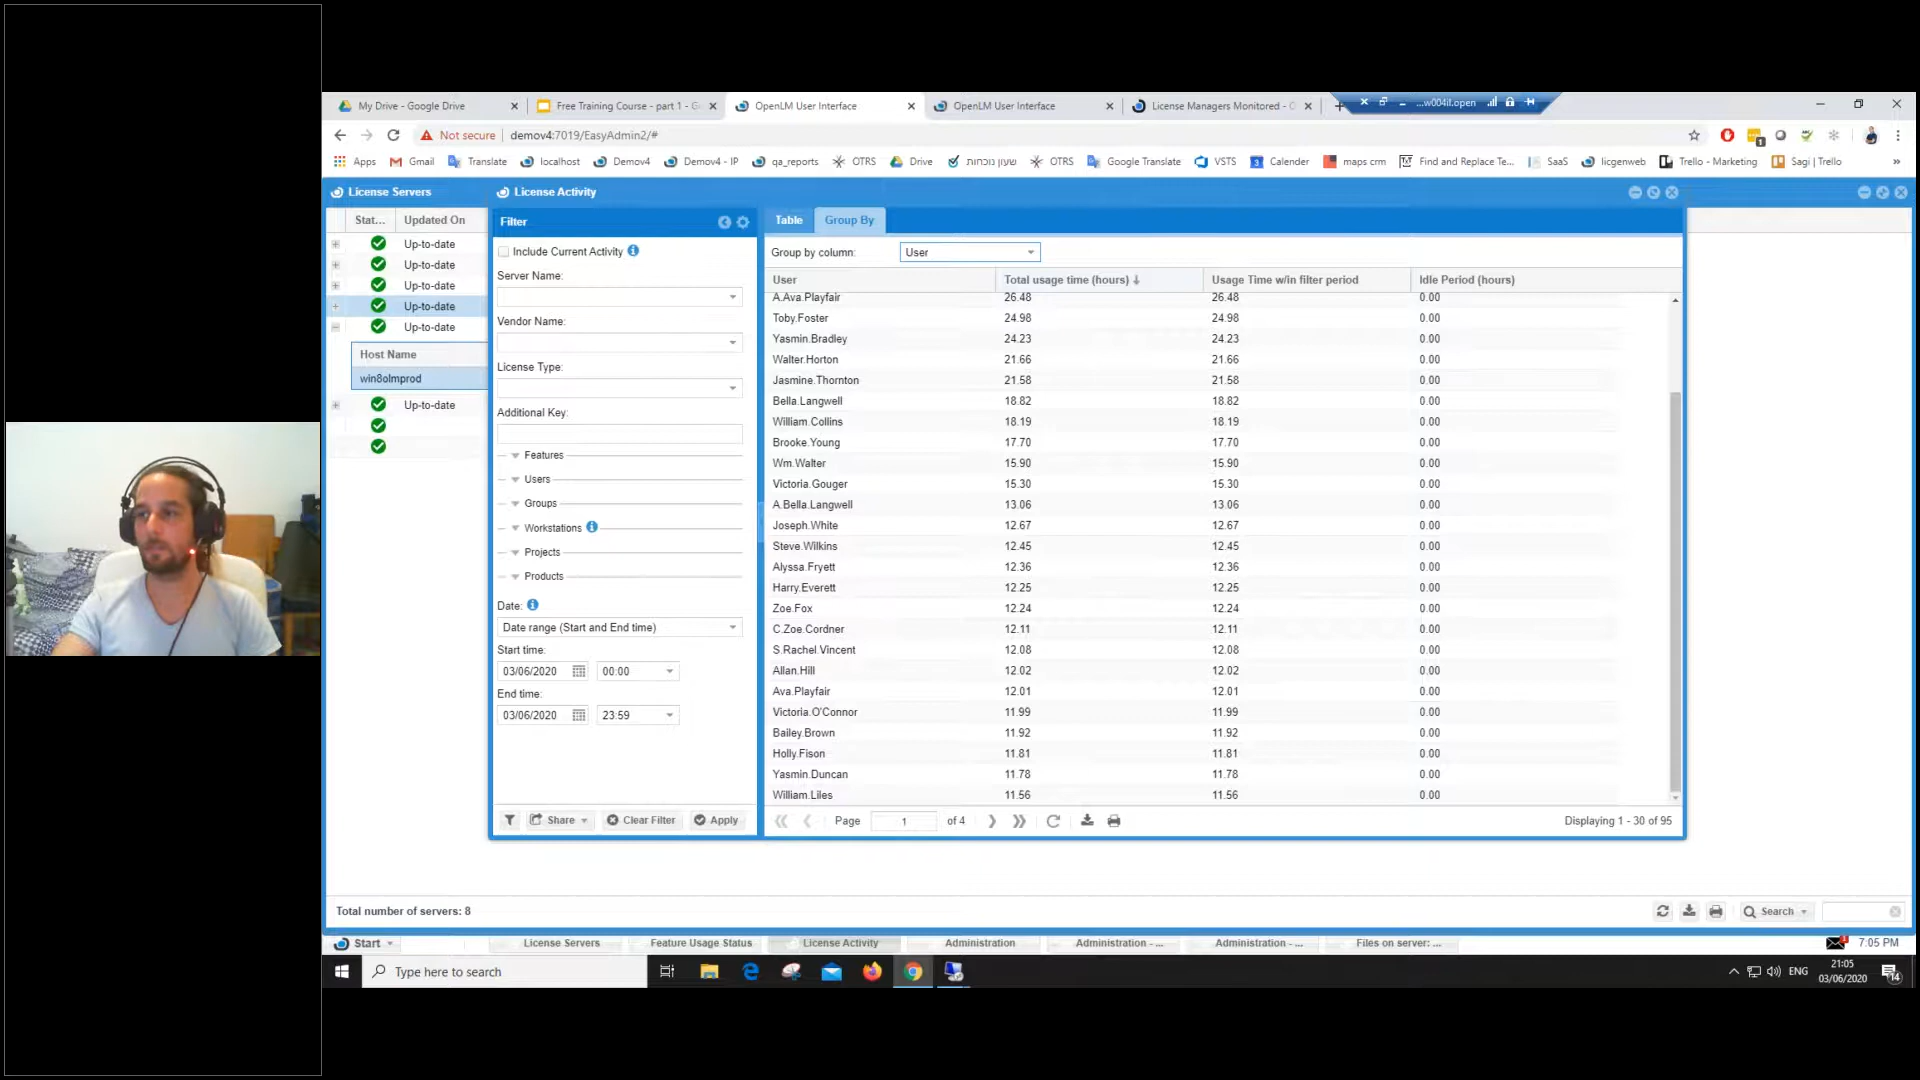 My Drive - Google Drive
Free Training Course - part 1 - G
OpenLM User Interface
OpenLM User Interface
License Managers Monitored - O
...w004il.open
Not secure
demov4:7019/EasyAdmin2/#
Apps
Gmail
Translate
localhost
Demov4
Demov4 - IP
qa_reports
OTRS
Drive
שעון נוכחות
OTRS
Google Translate
VSTS
Calender
maps crm
Find and Replace Te...
SaaS
licgenweb
Trello - Marketing
Sagi | Trello
License Servers
License Activity
Stat...
Updated On
Up-to-date
Up-to-date
Up-to-date
Up-to-date
Up-to-date
Host Name
win8olmprod
Up-to-date
Filter
Include Current Activity
Server Name:
Vendor Name:
License Type:
Additional Key:
Features
Users
Groups
Workstations
Projects
Products
Date:
Date range (Start and End time)
Start time:
03/06/2020 00:00
End time:
03/06/2020 23:59
Share
Clear Filter
Apply
Table
Group By
Group by column: User
User Total usage time (hours) Usage Time w/in filter period Idle Period (hours)
A.Ava.Playfair 26.48 26.48 0.00
Toby.Foster 24.98 24.98 0.00
Yasmin.Bradley 24.23 24.23 0.00
Walter.Horton 21.66 21.66 0.00
Jasmine.Thornton 21.58 21.58 0.00
Bella.Langwell 18.82 18.82 0.00
William.Collins 18.19 18.19 0.00
Brooke.Young 17.70 17.70 0.00
Wm.Walter 15.90 15.90 0.00
Victoria.Gouger 15.30 15.30 0.00
A.Bella.Langwell 13.06 13.06 0.00
Joseph.White 12.67 12.67 0.00
Steve.Wilkins 12.45 12.45 0.00
Alyssa.Fryett 12.36 12.36 0.00
Harry.Everett 12.25 12.25 0.00
Zoe.Fox 12.24 12.24 0.00
C.Zoe.Cordner 12.11 12.11 0.00
S.Rachel.Vincent 12.08 12.08 0.00
Allan.Hill 12.02 12.02 0.00
Ava.Playfair 12.01 12.01 0.00
Victoria.O'Connor 11.99 11.99 0.00
Bailey.Brown 11.92 11.92 0.00
Holly.Fison 11.81 11.81 0.00
Yasmin.Duncan 11.78 11.78 0.00
William.Liles 11.56 11.56 0.00
Page 1 of 4
Displaying 1 - 30 of 95
Total number of servers: 8
Search
Start
License Servers
Feature Usage Status
License Activity
Administration
Administration - ...
Administration - ...
Files on server: ...
7:05 PM
Type here to search
ENG
21:05
03/06/2020
14